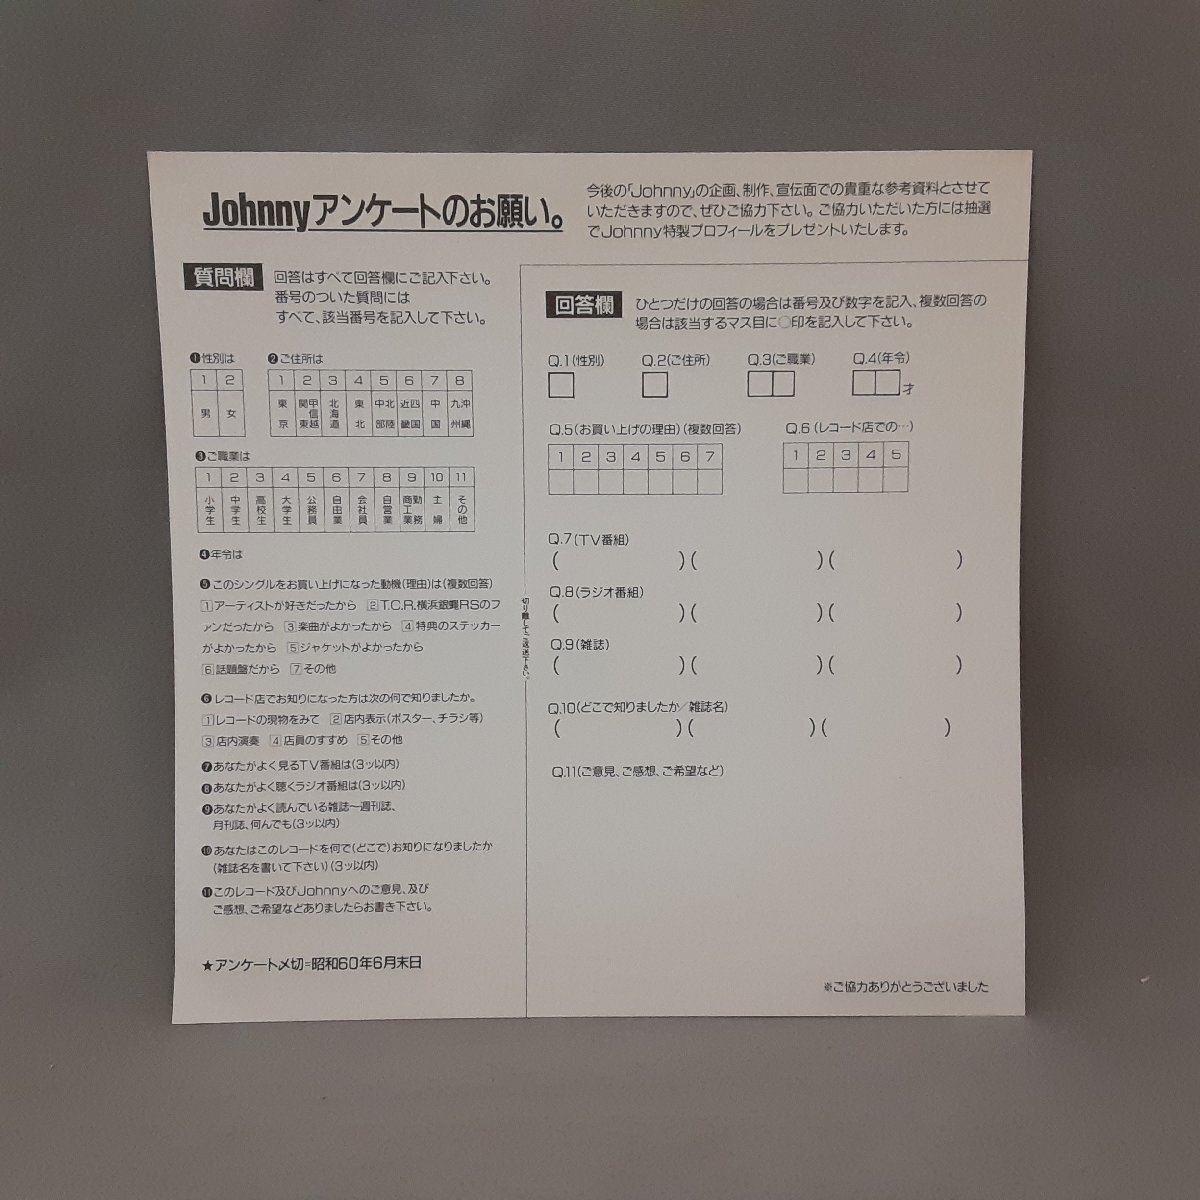 Johnnyアンケートのお願い。
今後の「Johnny」の企画、制作、宣伝面での貴重な参考資料とさせて
いただきますので、ぜひご協力下さい。ご協力いただいた方には抽選
でJohnny特製プロフィールをプレゼントいたします。
質問欄
回答はすべて回答欄にご記入下さい。
番号のついた質問には
すべて、該当番号を記入して下さい。
❶性別は
1 2
男 女
❷ご住所は
1 2 3 4 5 6 7 8
東京 関東甲信越 北海道 東北 中部北陸 近畿四国 中国 九州沖縄
❸ご職業は
1 2 3 4 5 6 7 8 9 10 11
小学生 中学生 高校生 大学生 公務員 自由業 会社員 自営業 商工業勤務 主婦 その他
❹年令は
❺このシングルをお買い上げになった動機(理由)は(複数回答)
1アーティストが好きだったから 2T.C.R.横浜銀蝿RSのフ
ァンだったから 3楽曲がよかったから 4特典のステッカー
がよかったから 5ジャケットがよかったから
6話題盤だから 7その他
❻レコード店でお知りになった方は次の何で知りましたか。
1レコードの現物をみて 2店内表示(ポスター、チラシ等)
3店内演奏 4店員のすすめ 5その他
❼あなたがよく見るTV番組は(3ッ以内)
❽あなたがよく聴くラジオ番組は(3ッ以内)
❾あなたがよく読んでいる雑誌〜週刊誌、
月刊誌、何んでも(3ッ以内)
❿あなたはこのレコードを何で(どこで)お知りになりましたか
(雑誌名を書いて下さい)(3ッ以内)
⓫このレコード及びJohnnyへのご意見、及び
ご感想、ご希望などありましたらお書き下さい。
★アンケート〆切=昭和60年6月末日
切り離してご返送下さい。
回答欄
ひとつだけの回答の場合は番号及び数字を記入、複数回答の
場合は該当するマス目に○印を記入して下さい。
Q.1(性別) Q.2(ご住所) Q.3(ご職業) Q.4(年令)
才
Q.5(お買い上げの理由)(複数回答) Q.6(レコード店での…)
1 2 3 4 5 6 7 1 2 3 4 5
Q.7(TV番組)
( )( )( )
Q.8(ラジオ番組)
( )( )( )
Q.9(雑誌)
( )( )( )
Q.10(どこで知りましたか/雑誌名)
( )( )( )
Q.11(ご意見、ご感想、ご希望など)
※ご協力ありがとうございました